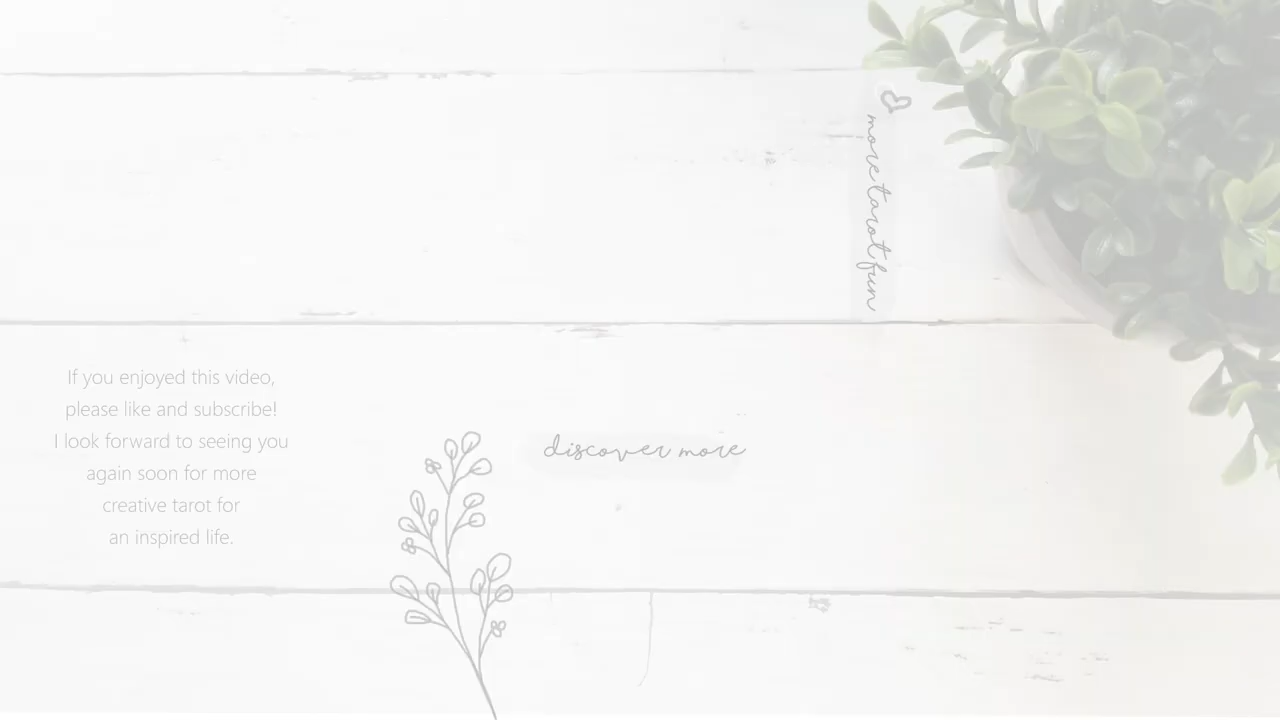 more tarot fun
If you enjoyed this video,
please like and subscribe!
I look forward to seeing you
again soon for more
creative tarot for
an inspired life.
discover more